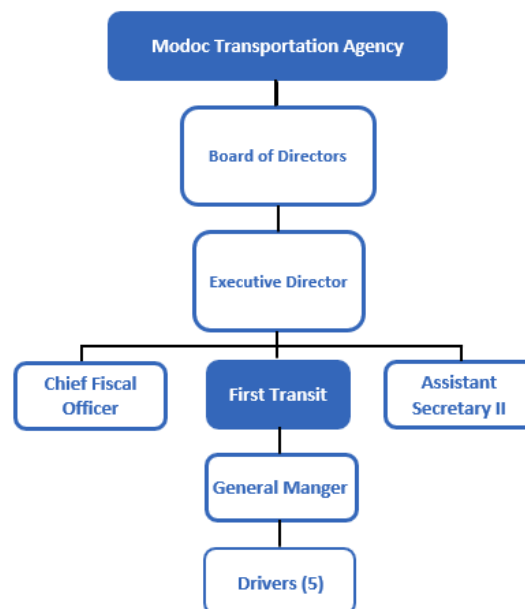 Modoc Transportation Agency
Board of Directors
Executive Director
Chief Fiscal
Officer
First Transit
Assistant
Secretary II
General Manger
Drivers (5)